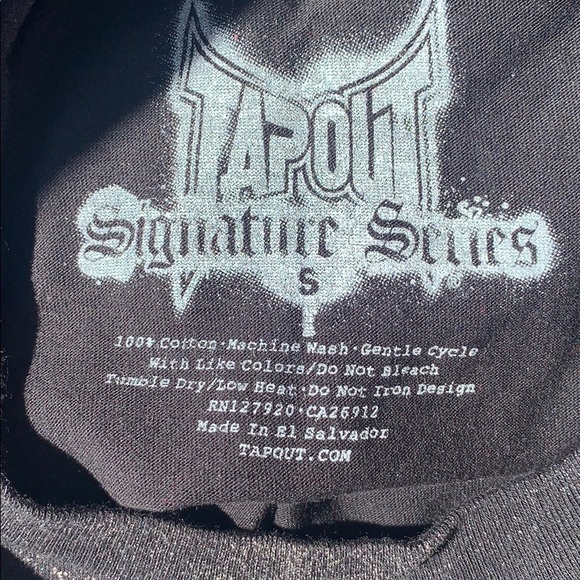 TAPOUT
Signature Series
S
100% Cotton·Machine Wash·Gentle Cycle
With Like Colors/Do Not Bleach
Tumble Dry/Low Heat·Do Not Iron Design
RN127920·CA26912
Made In El Salvador
TAPOUT.COM